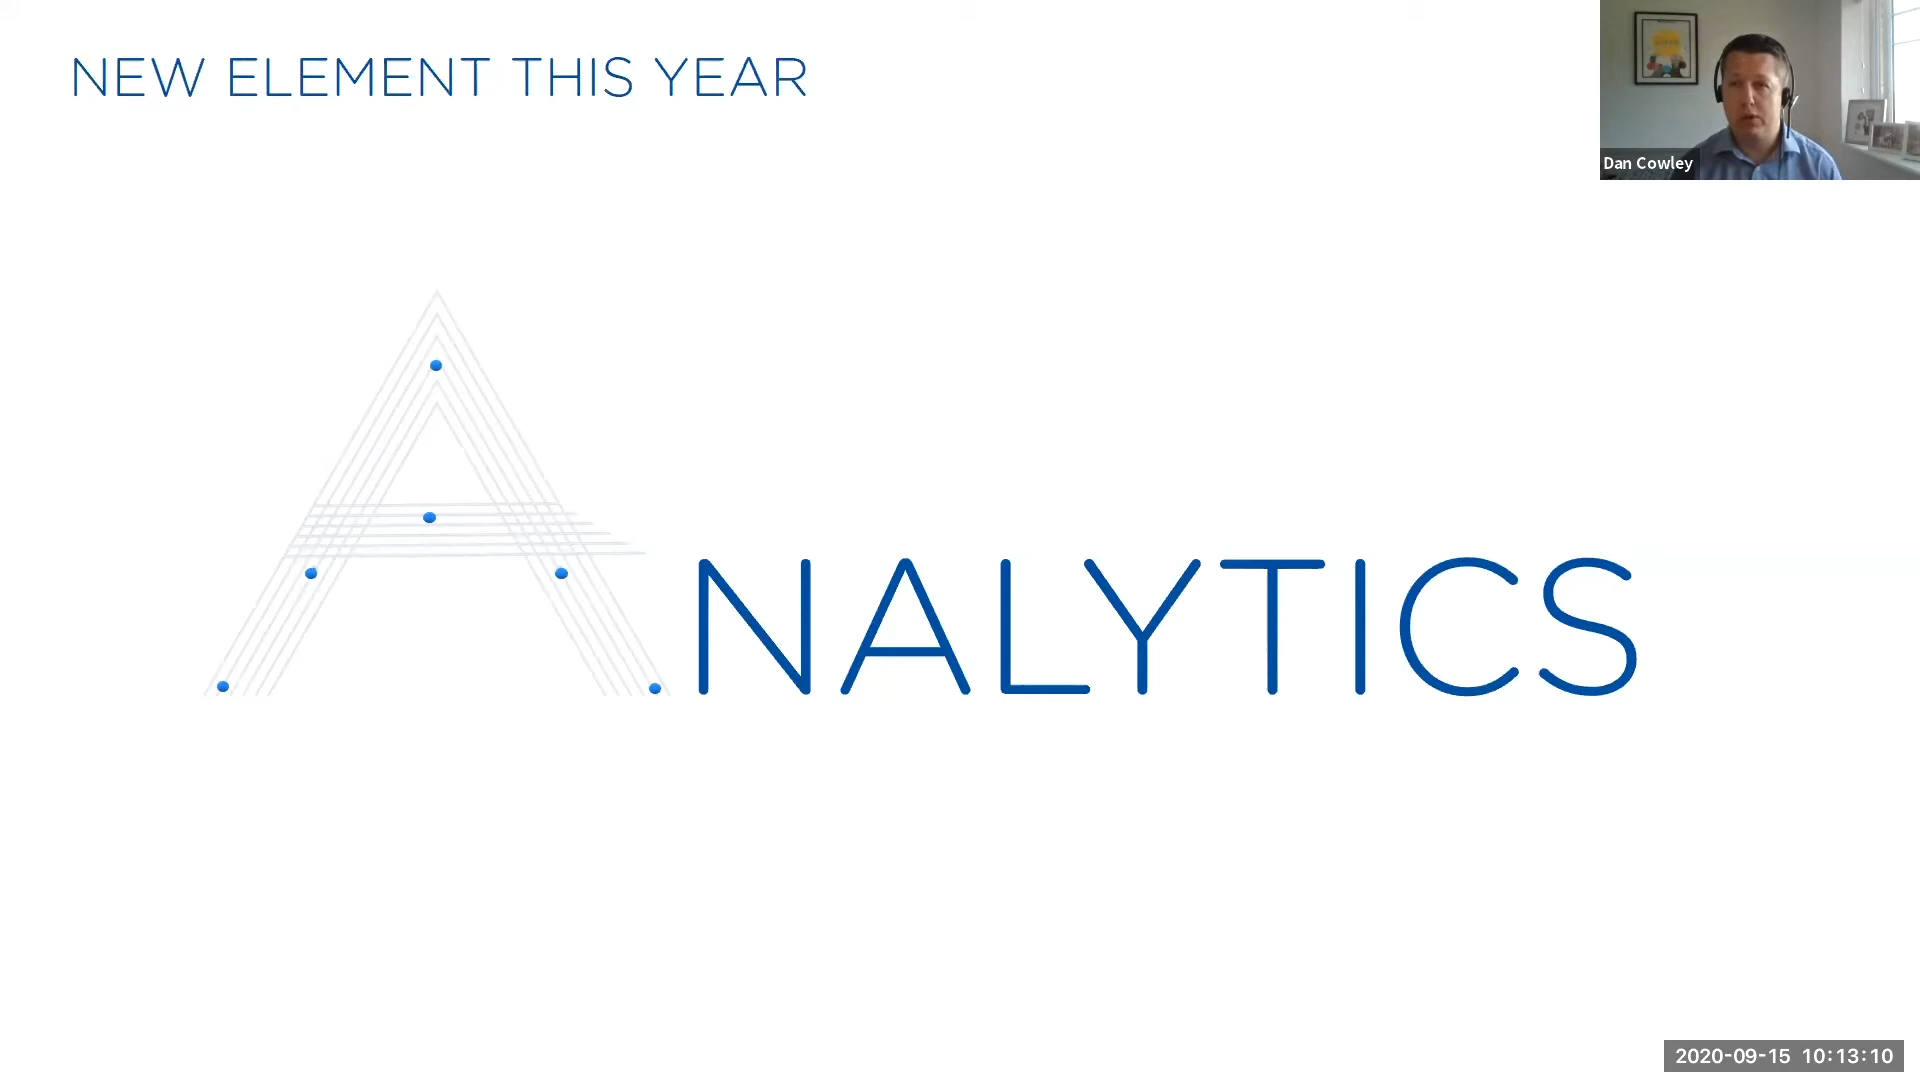 NEW ELEMENT THIS YEAR
Dan Cowley
ANALYTICS
2020-09-15 10:13:10